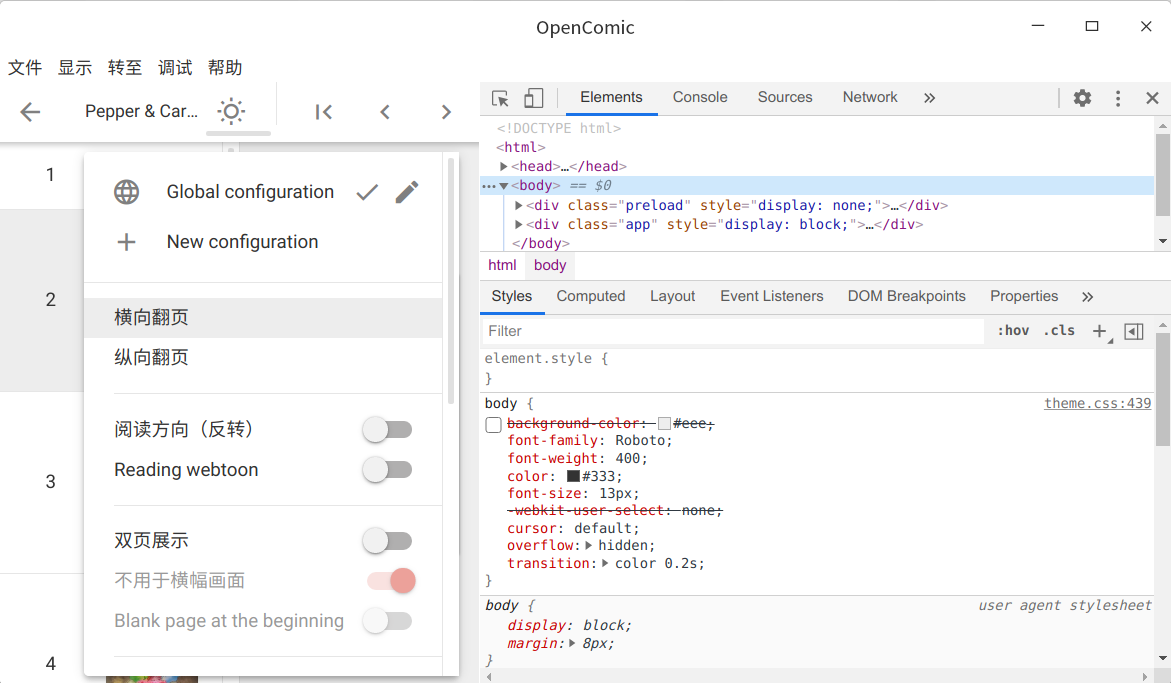 OpenComic
文件 显示 转至 调试 帮助
Pepper & Car...
1
2
3
4
Global configuration
New configuration
横向翻页
纵向翻页
阅读方向（反转）
Reading webtoon
双页展示
不用于横幅画面
Blank page at the beginning
Elements Console Sources Network »
<!DOCTYPE html>
<html>
▶<head>…</head>
…▼<body> == $0
▶<div class="preload" style="display: none;">…</div>
▶<div class="app" style="display: block;">…</div>
</body>
html body
Styles Computed Layout Event Listeners DOM Breakpoints Properties »
Filter :hov .cls +
element.style {
}
body { theme.css:439
background-color: #eee;
font-family: Roboto;
font-weight: 400;
color: #333;
font-size: 13px;
-webkit-user-select: none;
cursor: default;
overflow:▶ hidden;
transition:▶ color 0.2s;
}
body { user agent stylesheet
display: block;
margin:▶ 8px;
}